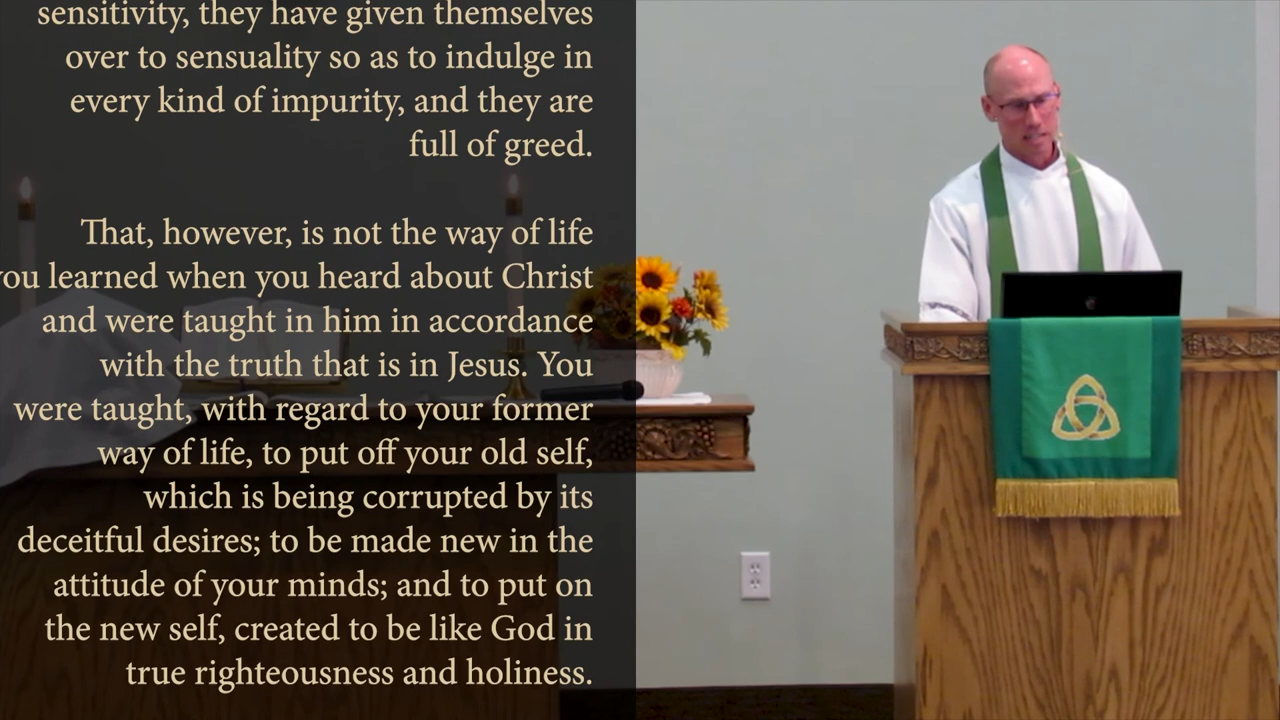 sensitivity, they have given themselves
over to sensuality so as to indulge in
every kind of impurity, and they are
full of greed.
That, however, is not the way of life
you learned when you heard about Christ
and were taught in him in accordance
with the truth that is in Jesus. You
were taught, with regard to your former
way of life, to put off your old self,
which is being corrupted by its
deceitful desires; to be made new in the
attitude of your minds; and to put on
the new self, created to be like God in
true righteousness and holiness.